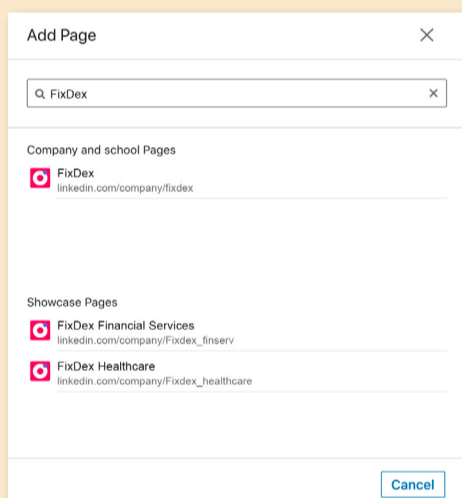 Add Page
FixDex
Company and school Pages
FixDex
linkedin.com/company/fixdex
Showcase Pages
FixDex Financial Services
linkedin.com/company/Fixdex_finserv
FixDex Healthcare
linkedin.com/company/Fixdex_healthcare
Cancel